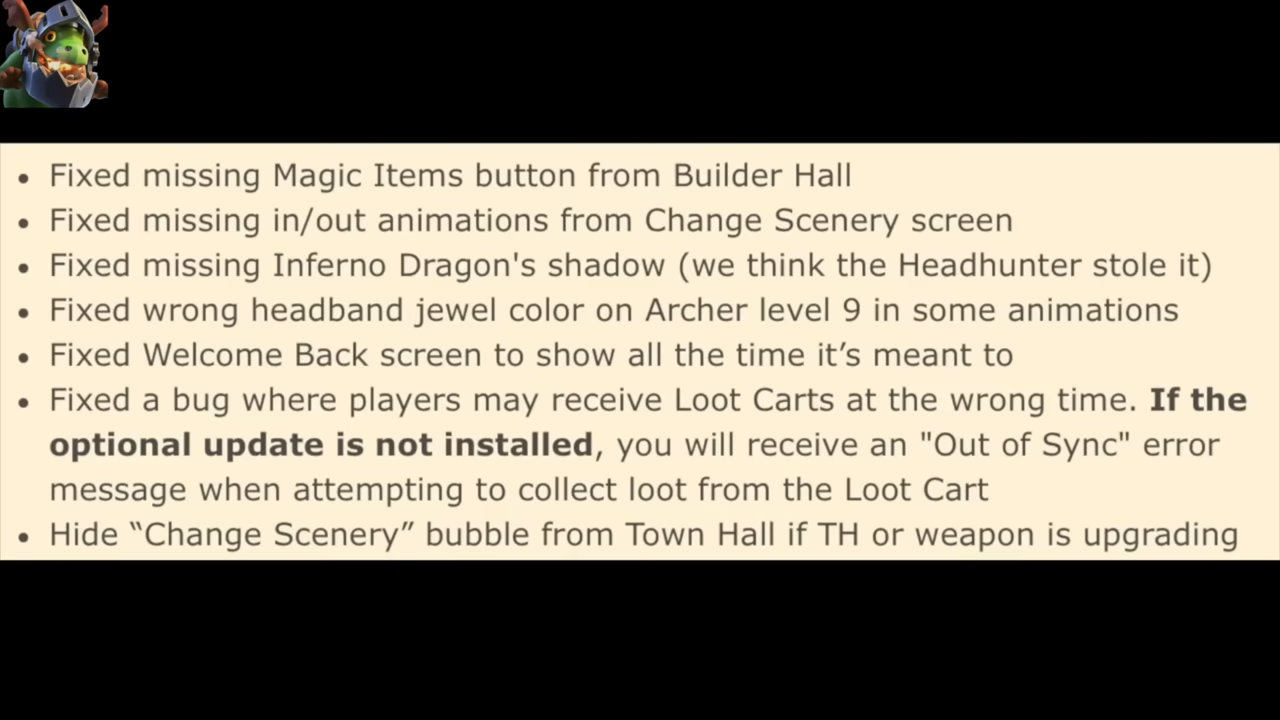 • Fixed missing Magic Items button from Builder Hall
• Fixed missing in/out animations from Change Scenery screen
• Fixed missing Inferno Dragon's shadow (we think the Headhunter stole it)
• Fixed wrong headband jewel color on Archer level 9 in some animations
• Fixed Welcome Back screen to show all the time it’s meant to
• Fixed a bug where players may receive Loot Carts at the wrong time. If the
optional update is not installed, you will receive an "Out of Sync" error
message when attempting to collect loot from the Loot Cart
• Hide “Change Scenery” bubble from Town Hall if TH or weapon is upgrading